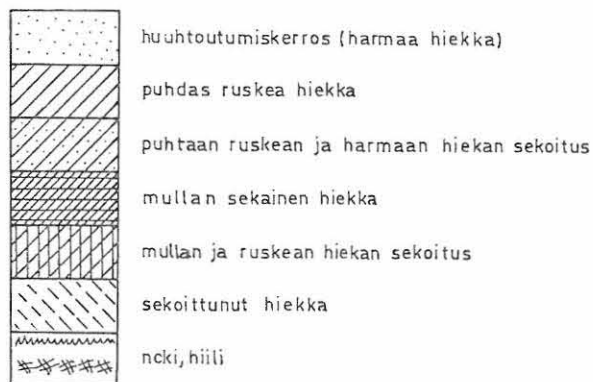 huuhtoutumiskerros (harmaa hiekka)
puhdas ruskea hiekka
puhtaan ruskean ja harmaan hiekan sekoitus
mullan sekainen hiekka
mullan ja ruskean hiekan sekoitus
sekoittunut hiekka
noki, hiili